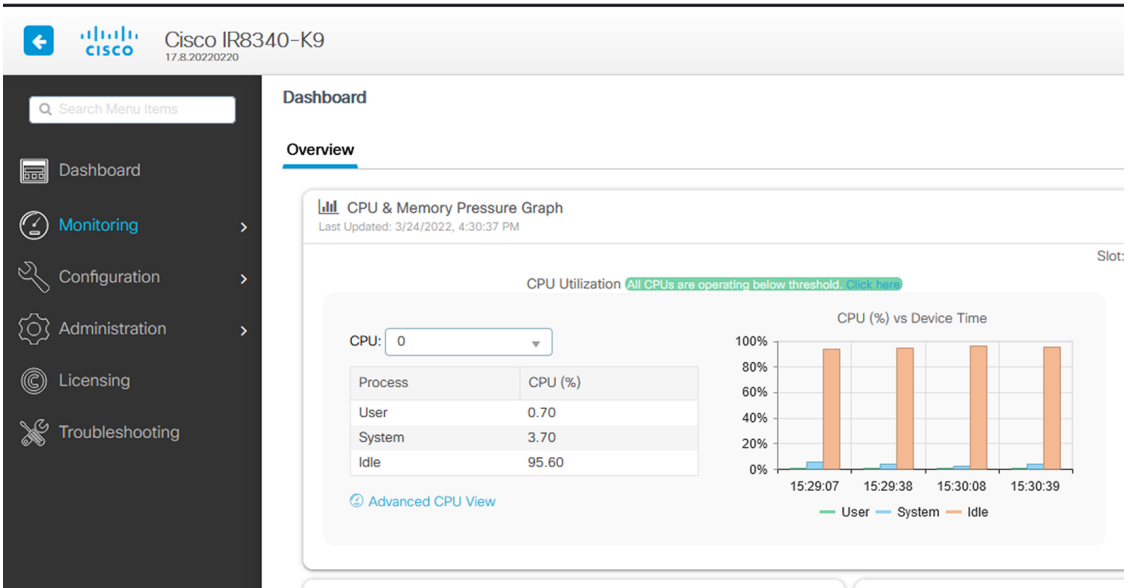 CISCO
Cisco IR8340-K9
17.8.20220220
Search Menu Items
Dashboard
Monitoring
Configuration
Administration
Licensing
Troubleshooting
Dashboard
Overview
CPU & Memory Pressure Graph
Last Updated: 3/24/2022, 4:30:37 PM
Slot:
CPU Utilization All CPUs are operating below threshold. Click here
CPU: 0
Process CPU (%)
User 0.70
System 3.70
Idle 95.60
Advanced CPU View
CPU (%) vs Device Time
100%
80%
60%
40%
20%
0%
15:29:07 15:29:38 15:30:08 15:30:39
User System Idle